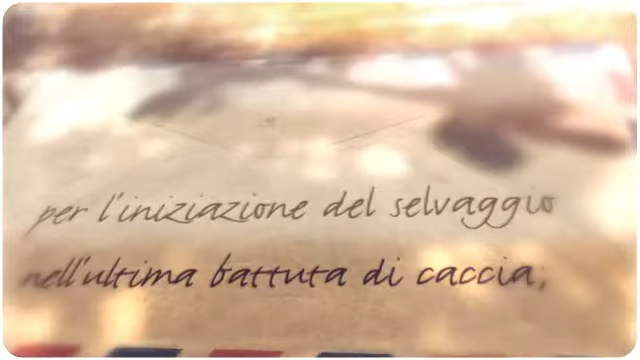 per l'iniziazione del selvaggio
nell'ultima battuta di caccia,